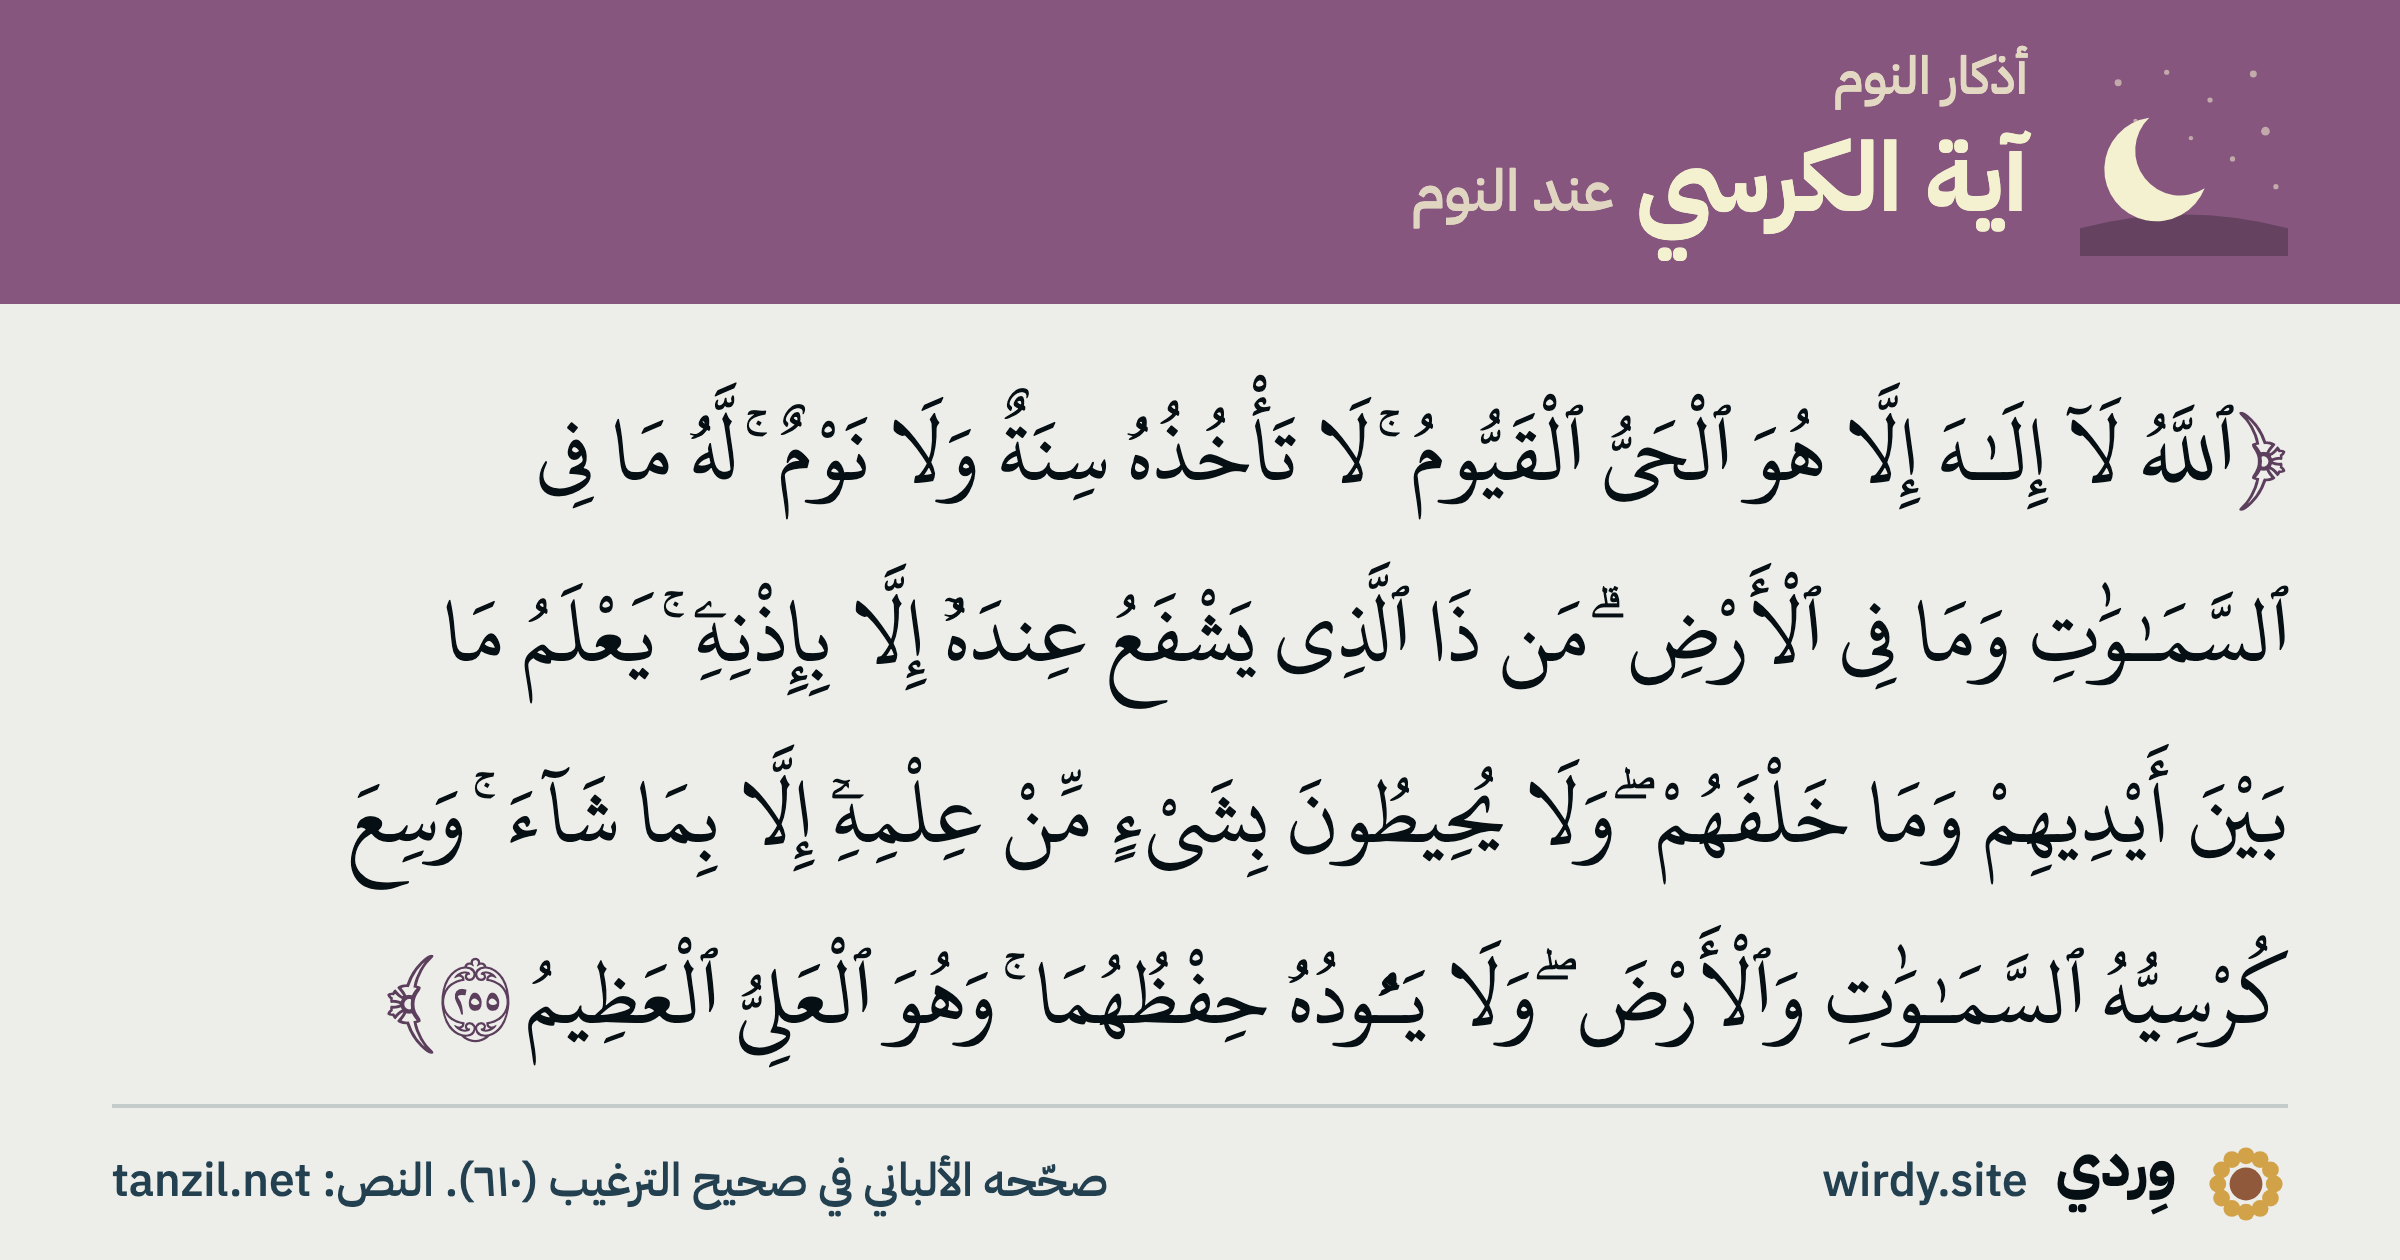 أذكار النوم
آية الكرسي عند النوم
﴿ٱللَّهُ لَآ إِلَـٰهَ إِلَّا هُوَ ٱلْحَىُّ ٱلْقَيُّومُ ۚ لَا تَأْخُذُهُۥ سِنَةٌ وَلَا نَوْمٌ ۚ لَّهُۥ مَا فِى
ٱلسَّمَـٰوَٰتِ وَمَا فِى ٱلْأَرْضِ ۗ مَن ذَا ٱلَّذِى يَشْفَعُ عِندَهُۥٓ إِلَّا بِإِذْنِهِۦ ۚ يَعْلَمُ مَا
بَيْنَ أَيْدِيهِمْ وَمَا خَلْفَهُمْ ۖ وَلَا يُحِيطُونَ بِشَىْءٍ مِّنْ عِلْمِهِۦٓ إِلَّا بِمَا شَآءَ ۚ وَسِعَ
كُرْسِيُّهُ ٱلسَّمَـٰوَٰتِ وَٱلْأَرْضَ ۖ وَلَا يَـُٔودُهُۥ حِفْظُهُمَا ۚ وَهُوَ ٱلْعَلِىُّ ٱلْعَظِيمُ ٢٥٥﴾
وِردي wirdy.site
صحّحه الألباني في صحيح الترغيب (٦١٠). النص: tanzil.net